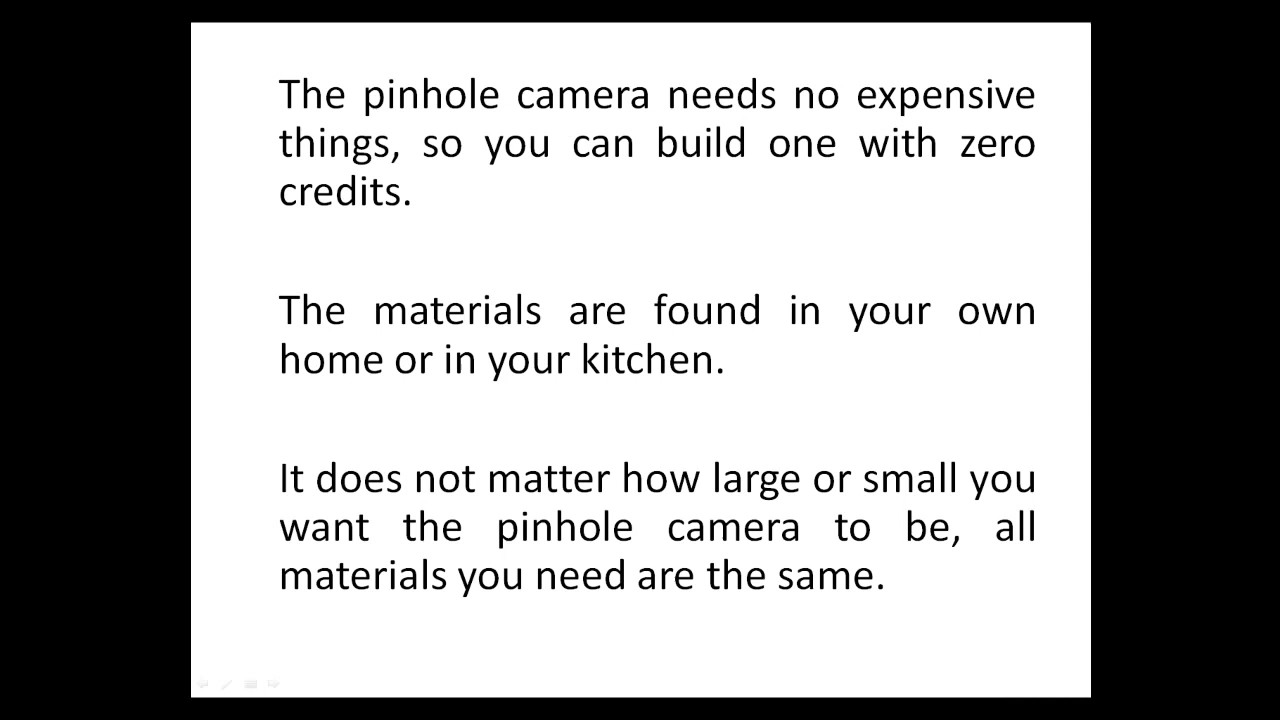 The pinhole camera needs no expensive
things, so you can build one with zero
credits.
The materials are found in your own
home or in your kitchen.
It does not matter how large or small you
want the pinhole camera to be, all
materials you need are the same.